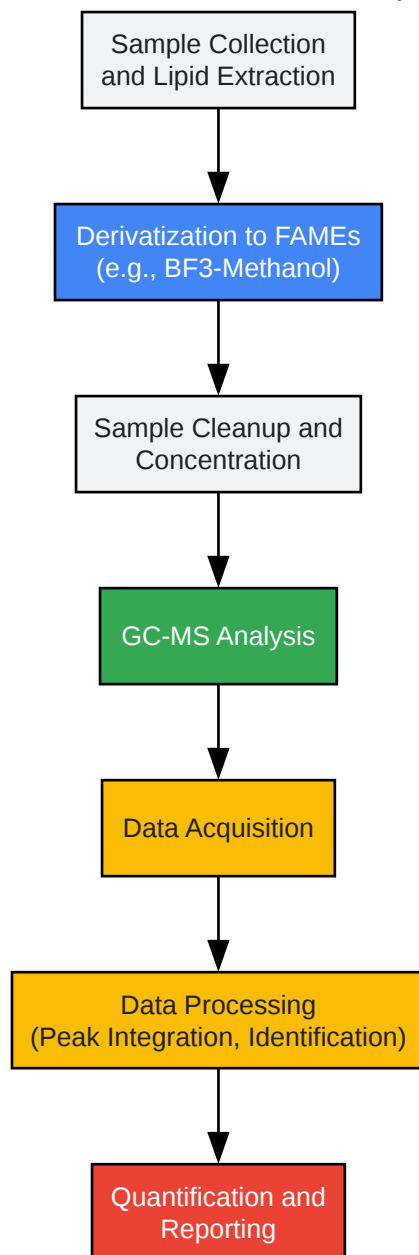 Sample Collection
and Lipid Extraction
Derivatization to FAMEs
(e.g., BF3-Methanol)
Sample Cleanup and
Concentration
GC-MS Analysis
Data Acquisition
Data Processing
(Peak Integration, Identification)
Quantification and
Reporting